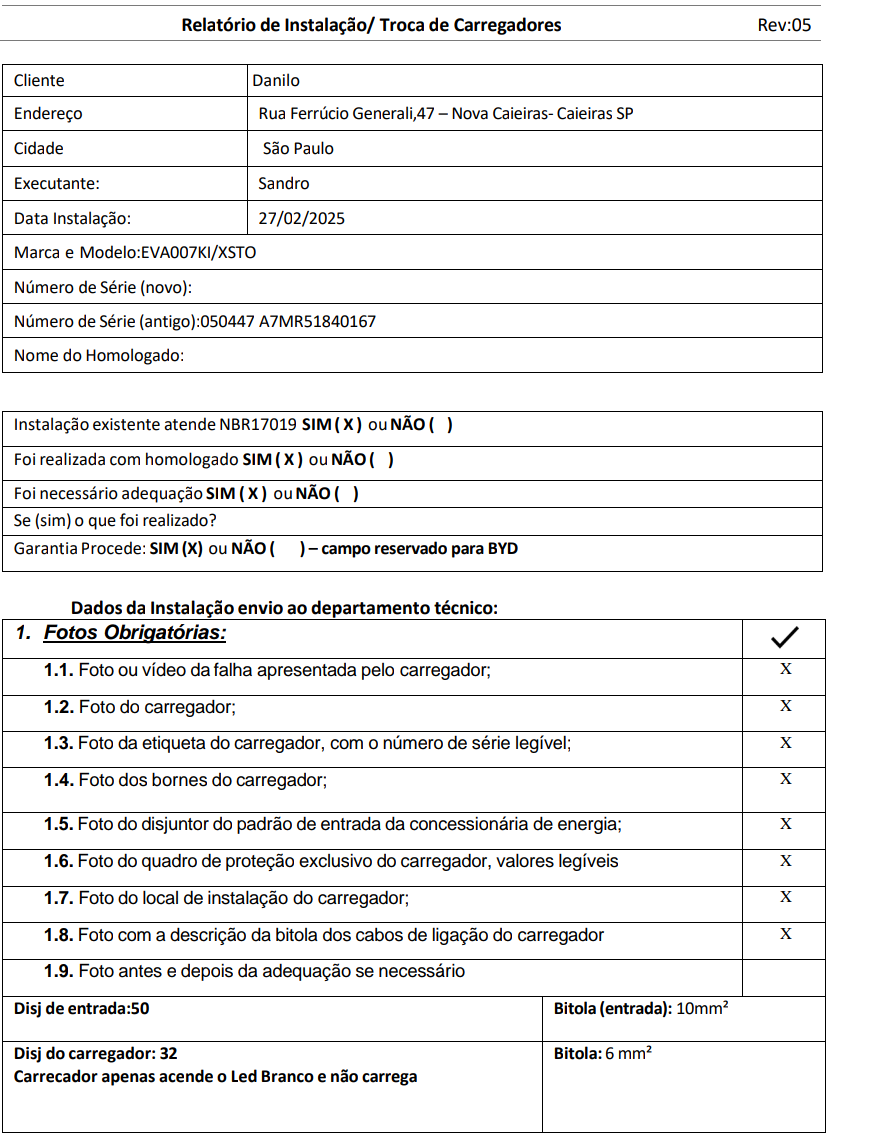 Relatório de Instalação/ Troca de Carregadores Rev:05
Cliente Danilo
Endereço Rua Ferrúcio Generali,47 – Nova Caieiras- Caieiras SP
Cidade São Paulo
Executante: Sandro
Data Instalação: 27/02/2025
Marca e Modelo:EVA007KI/XSTO
Número de Série (novo):
Número de Série (antigo):050447 A7MR51840167
Nome do Homologado:
Instalação existente atende NBR17019 SIM ( X ) ou NÃO ( )
Foi realizada com homologado SIM ( X ) ou NÃO ( )
Foi necessário adequação SIM ( X ) ou NÃO ( )
Se (sim) o que foi realizado?
Garantia Procede: SIM (X) ou NÃO ( ) – campo reservado para BYD
Dados da Instalação envio ao departamento técnico:
1. Fotos Obrigatórias: ✓
1.1. Foto ou vídeo da falha apresentada pelo carregador; X
1.2. Foto do carregador; X
1.3. Foto da etiqueta do carregador, com o número de série legível; X
1.4. Foto dos bornes do carregador; X
1.5. Foto do disjuntor do padrão de entrada da concessionária de energia; X
1.6. Foto do quadro de proteção exclusivo do carregador, valores legíveis X
1.7. Foto do local de instalação do carregador; X
1.8. Foto com a descrição da bitola dos cabos de ligação do carregador X
1.9. Foto antes e depois da adequação se necessário
Disj de entrada:50 Bitola (entrada): 10mm²
Disj do carregador: 32 Bitola: 6 mm²
Carrecador apenas acende o Led Branco e não carrega